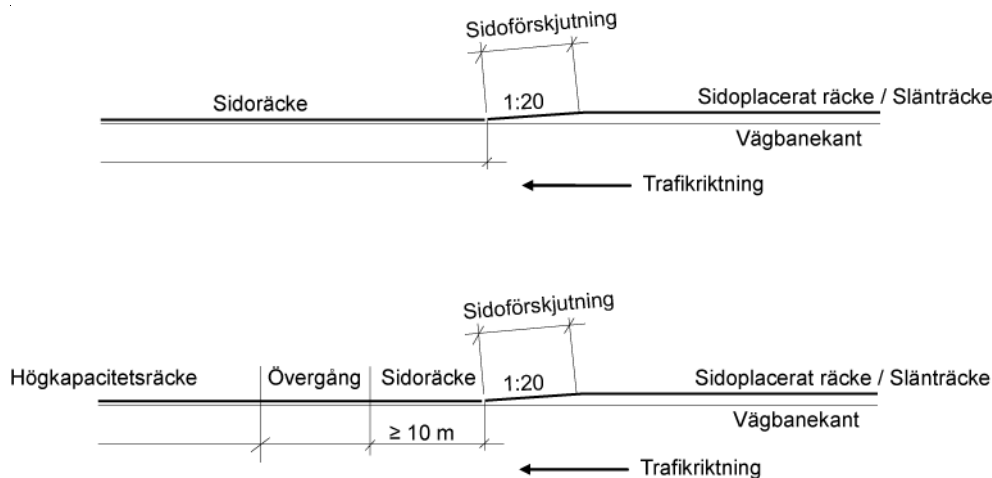 Sidoförskjutning
Sidoräcke
1:20
Sidoplacerat räcke / Slänträcke
Vägbanekant
Trafikriktning
Sidoförskjutning
Högkapacitetsräcke
Övergång
Sidoräcke
1:20
Sidoplacerat räcke / Slänträcke
Vägbanekant
≥ 10 m
Trafikriktning